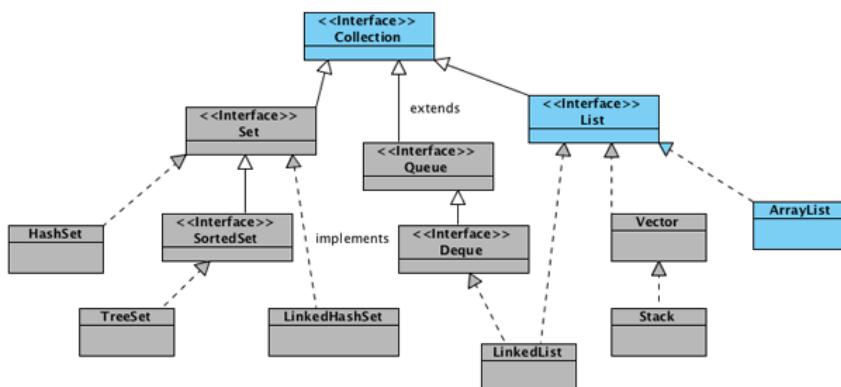 <<Interface>>
Collection
<<Interface>>
Set
extends
<<Interface>>
List
<<Interface>>
Queue
HashSet
<<Interface>>
SortedSet
implements
<<Interface>>
Deque
Vector
ArrayList
TreeSet
LinkedHashSet
LinkedList
Stack